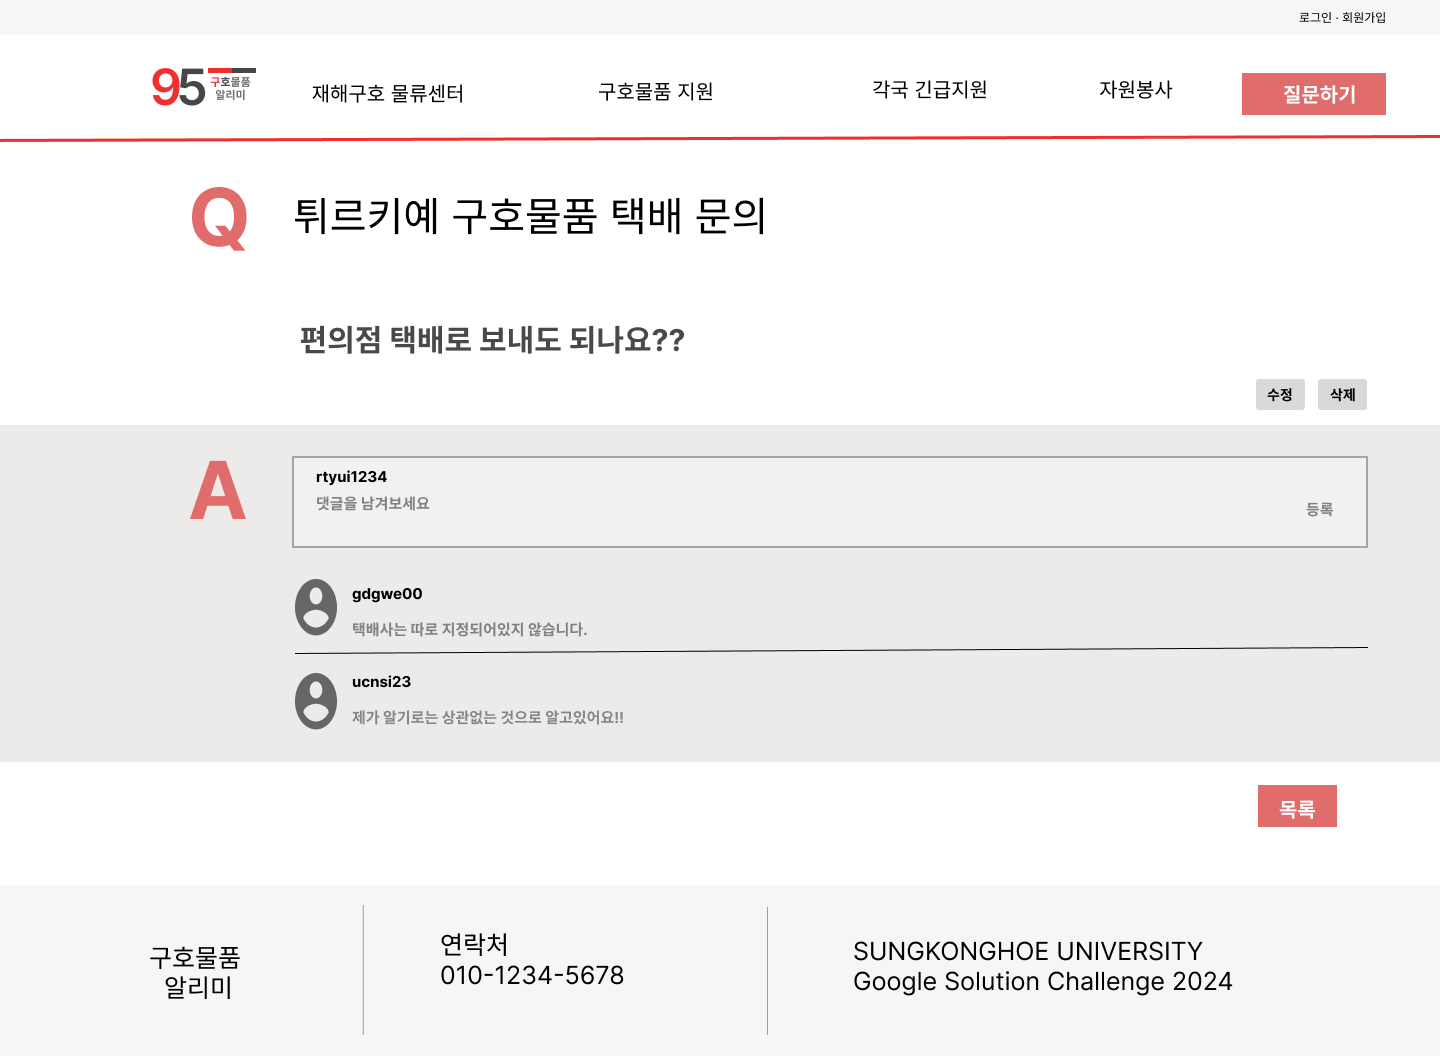 로그인 · 회원가입
95 구호물품
알리미
재해구호 물류센터
구호물품 지원
각국 긴급지원
자원봉사
질문하기
Q
튀르키예 구호물품 택배 문의
편의점 택배로 보내도 되나요??
수정
삭제
A
rtyui1234
댓글을 남겨보세요
등록
gdgwe00
택배사는 따로 지정되어있지 않습니다.
ucnsi23
제가 알기로는 상관없는 것으로 알고있어요!!
목록
구호물품
알리미
연락처
010-1234-5678
SUNGKONGHOE UNIVERSITY
Google Solution Challenge 2024